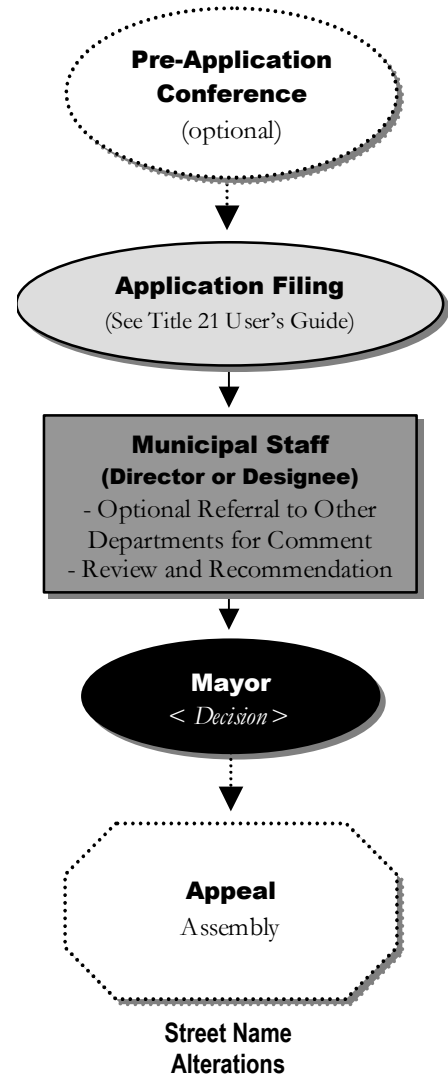 Pre-Application
Conference
(optional)
Application Filing
(See Title 21 User’s Guide)
Municipal Staff
(Director or Designee)
- Optional Referral to Other
Departments for Comment
- Review and Recommendation
Mayor
< Decision >
Appeal
Assembly
Street Name
Alterations